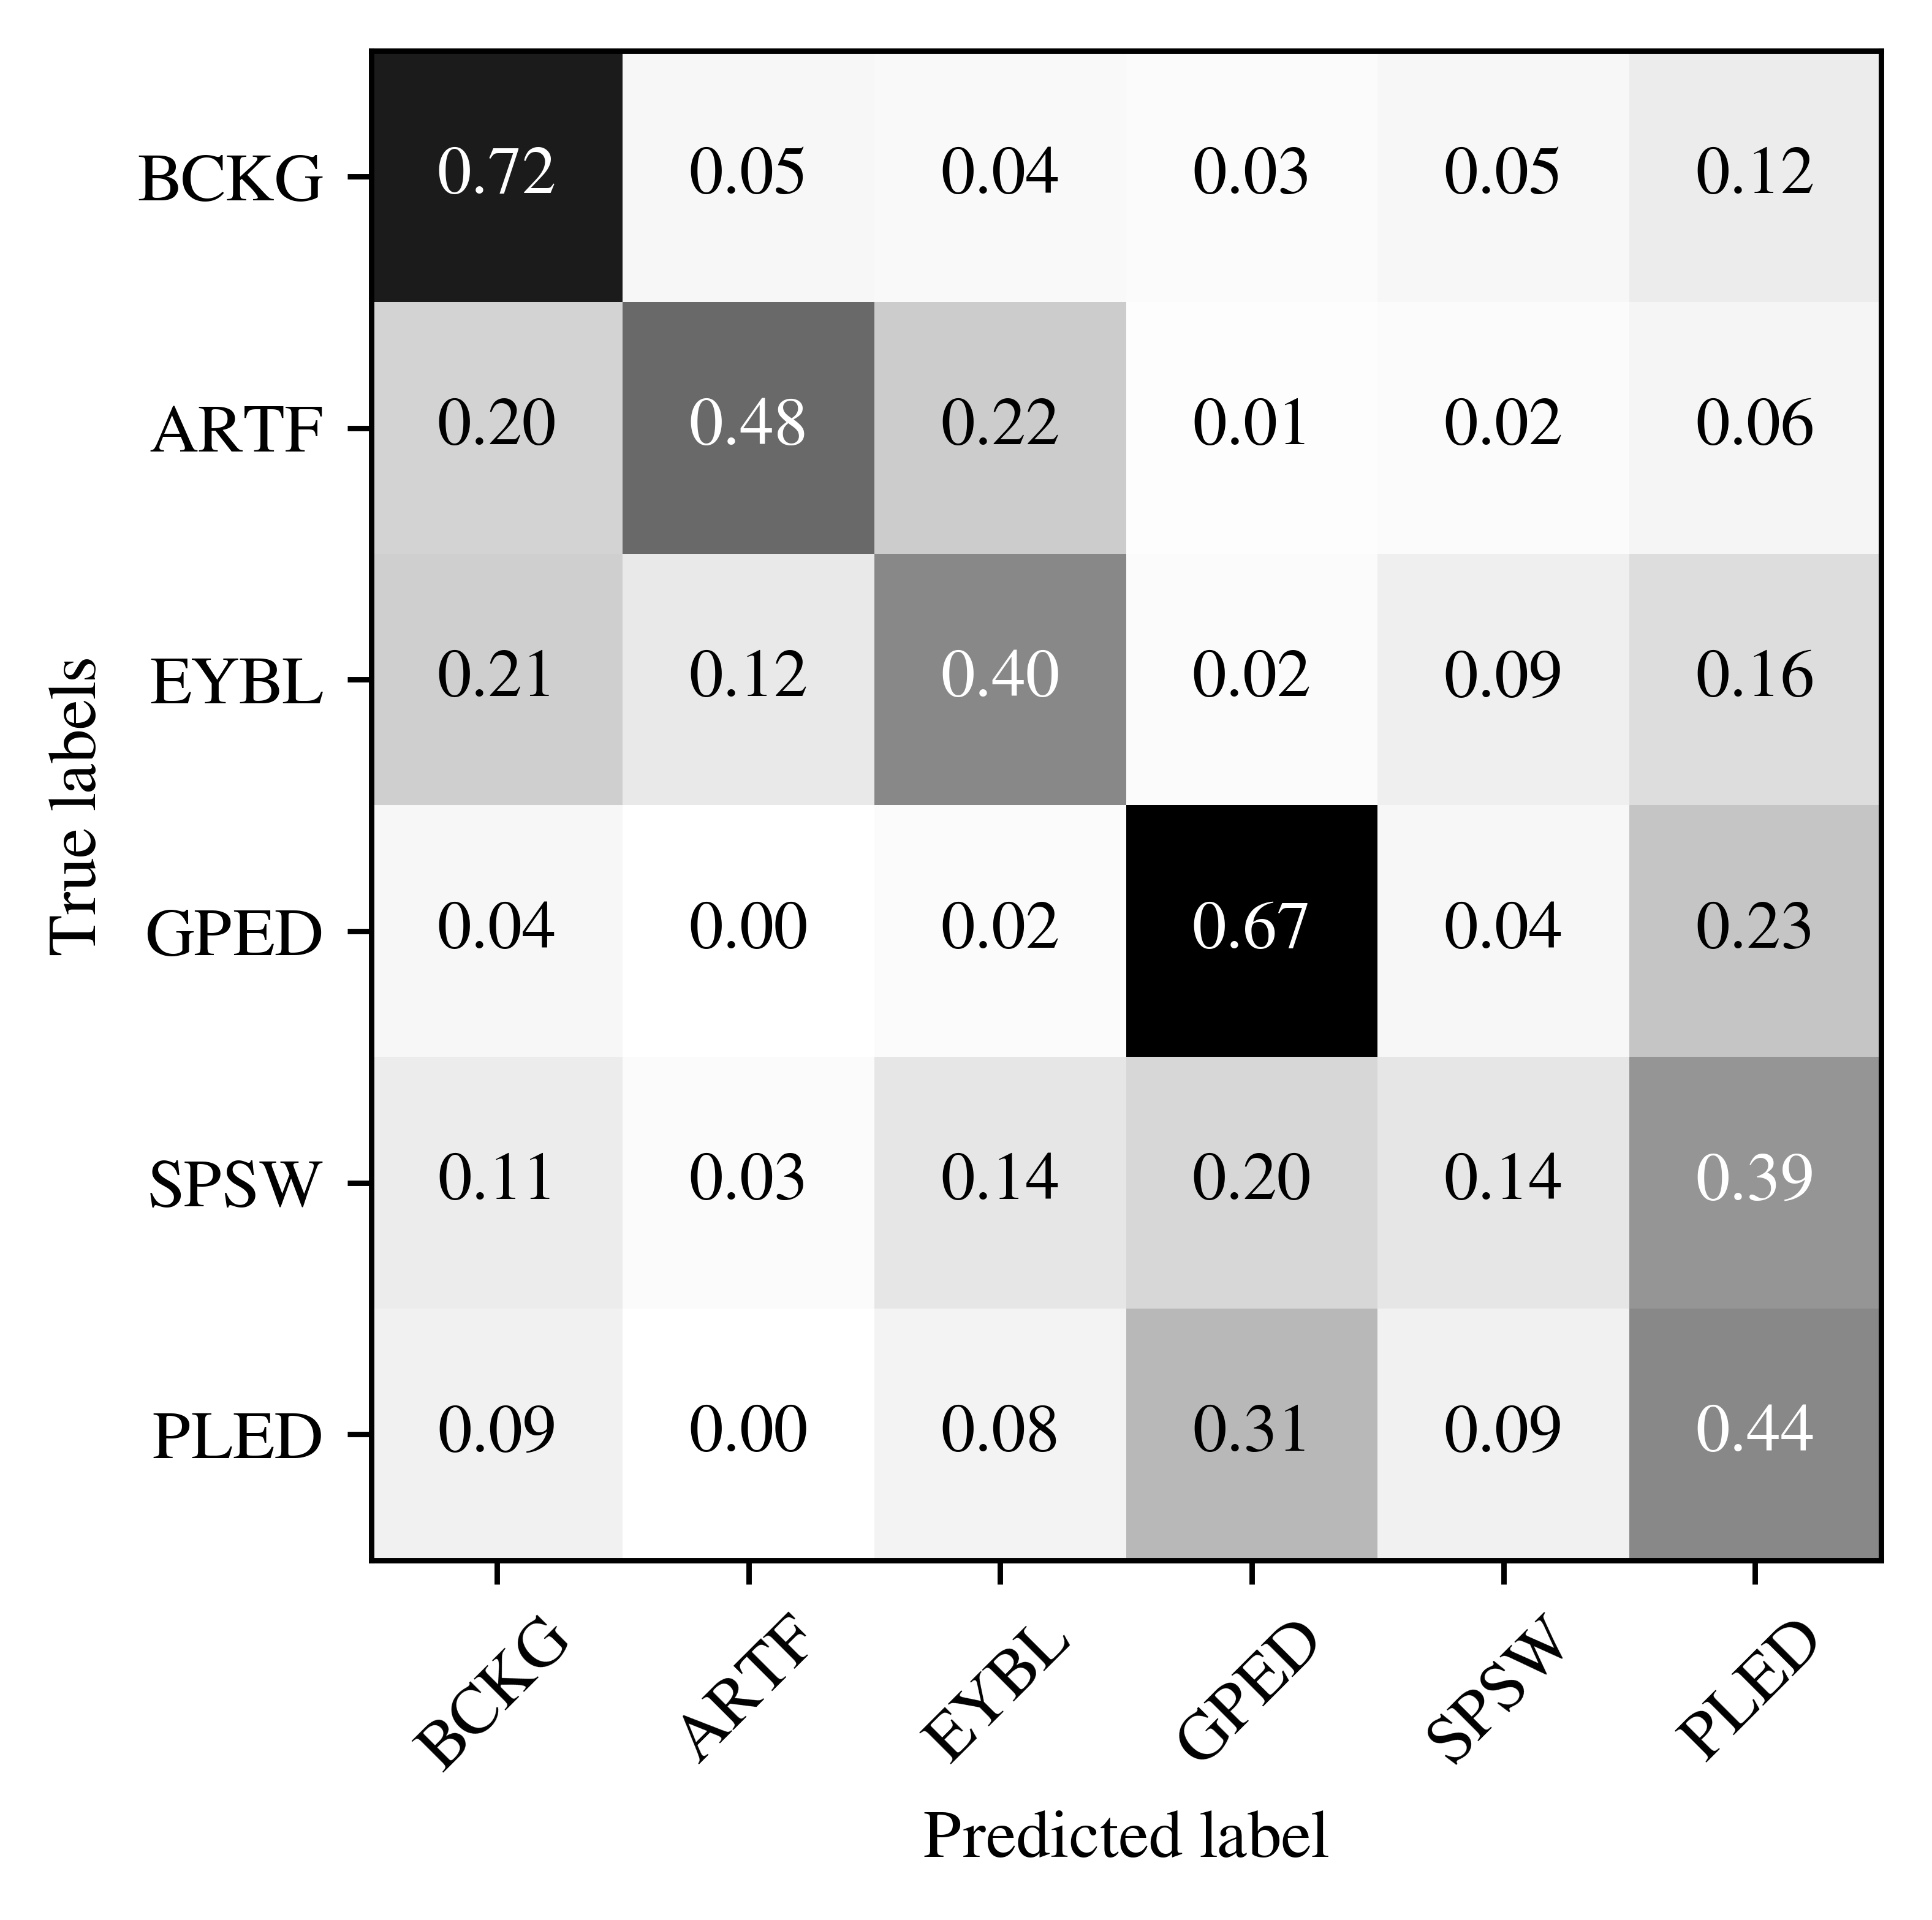 True labels
BCKG 0.72 0.05 0.04 0.03 0.05 0.12
ARTF 0.20 0.48 0.22 0.01 0.02 0.06
EYBL 0.21 0.12 0.40 0.02 0.09 0.16
GPED 0.04 0.00 0.02 0.67 0.04 0.23
SPSW 0.11 0.03 0.14 0.20 0.14 0.39
PLED 0.09 0.00 0.08 0.31 0.09 0.44
BCKG ARTF EYBL GPED SPSW PLED
Predicted label